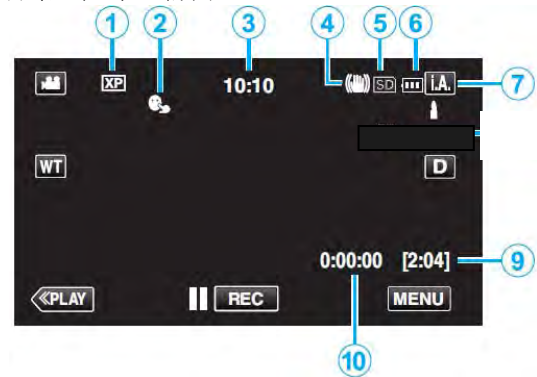 1 2 3 4 5 6
XP 10:10 SD i.A. 7
WT D
0:00:00 [2:04] 9
≪PLAY REC MENU
10